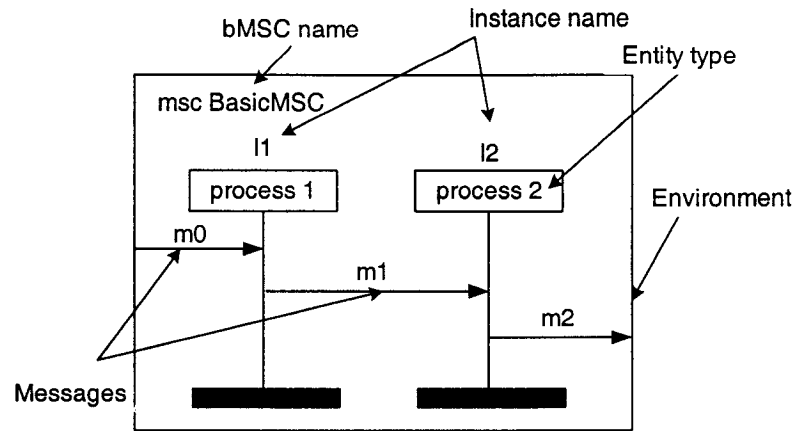 bMSC name
Instance name
Entity type
msc BasicMSC
I1
I2
process 1
process 2
Environment
m0
m1
m2
Messages